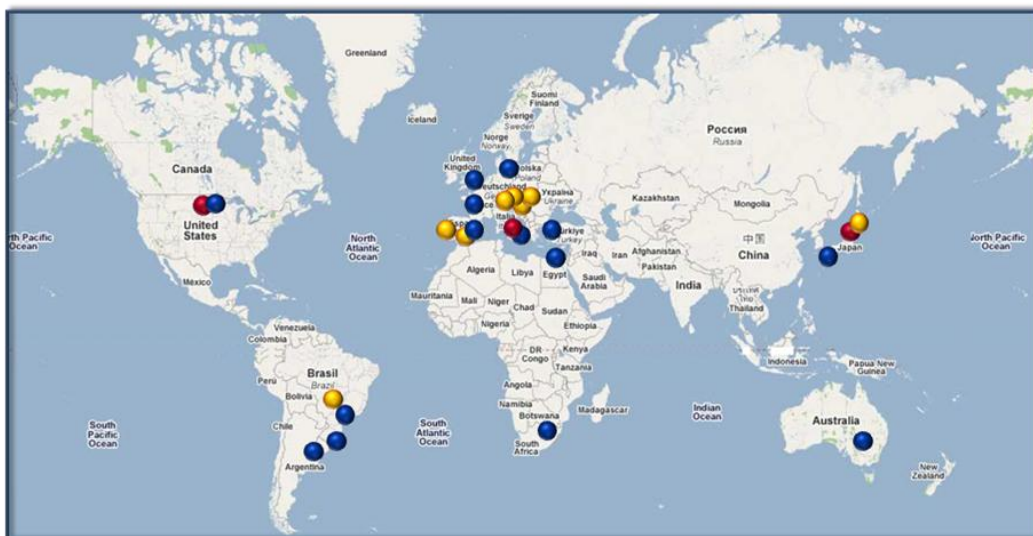 Greenland
Iceland
Suomi
Finland
Sverige
Sweden
Norge
Norway
Россия
Russia
Canada
United
Kingdom
Polska
Poland
Deutschland
Україна
Ukraine
Kazakhstan
Mongolia
Italia
United
States
North Pacific
Ocean
North
Atlantic
Ocean
Türkiye
Turkey
Iraq
Iran
Afghanistan
Pakistan
中国
China
Japan
North Pacific
Ocean
México
Algeria
Libya
Egypt
Saudi
Arabia
India
Mauritania
Mali
Niger
Chad
Sudan
Thailand
Nigeria
Ethiopia
Venezuela
Colombia
DR
Congo
Kenya
Tanzania
Indonesia
Papua New
Guinea
Perú
Brasil
Brazil
Bolivia
Angola
Namibia
Botswana
Madagascar
Indian
Ocean
Australia
South
Pacific
Ocean
Chile
Argentina
South
Atlantic
Ocean
South
Africa
New
Zealand